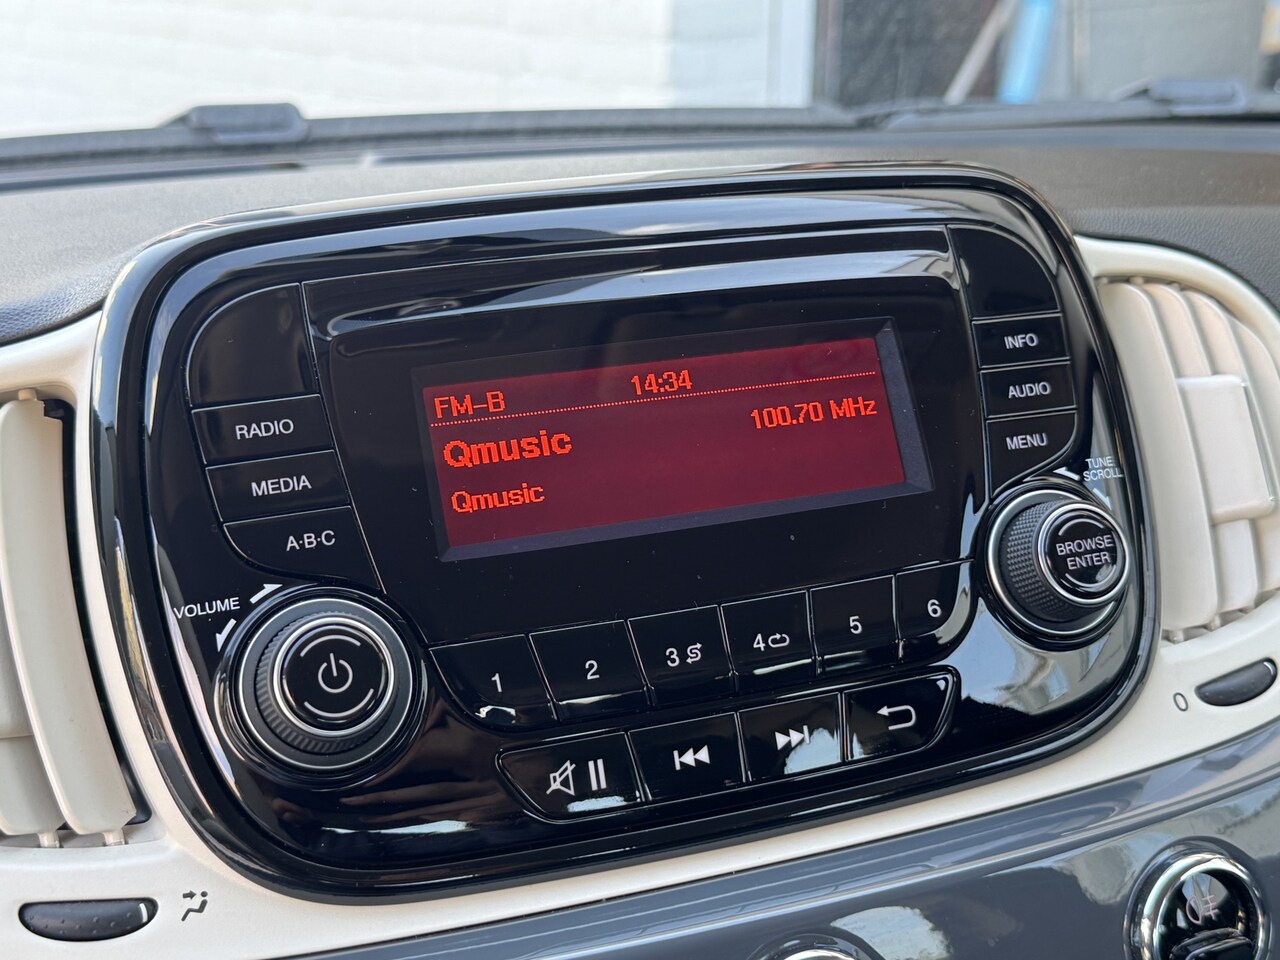 FM-B 14:34
100.70 MHz
Qmusic
Qmusic
RADIO
MEDIA
A·B·C
INFO
AUDIO
MENU
VOLUME
TUNE
SCROLL
BROWSE
ENTER
1 2 3 4 5 6
0